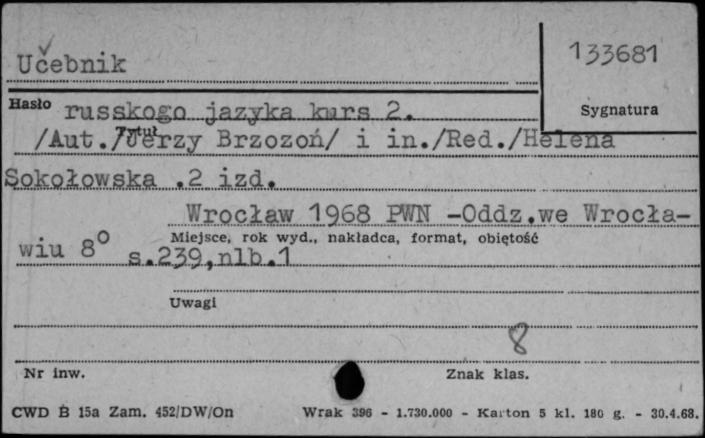 Učebnik
133681
Hasło
russkogo jazyka kurs 2.
Sygnatura
Tytuł
/Aut./Jerzy Brzozoń/ i in./Red./Helena
Sokołowska .2 izd.
Wrocław 1968 PWN -Oddz.we Wrocła-
Miejsce, rok wyd., nakładca, format, objętość
wiu 8° s.239,nlb.1
Uwagi
8
Nr inw.
Znak klas.
CWD B 15a Zam. 452/DW/On Wrak 396 - 1.730.000 - Karton 5 kl. 180 g. - 30.4.68.